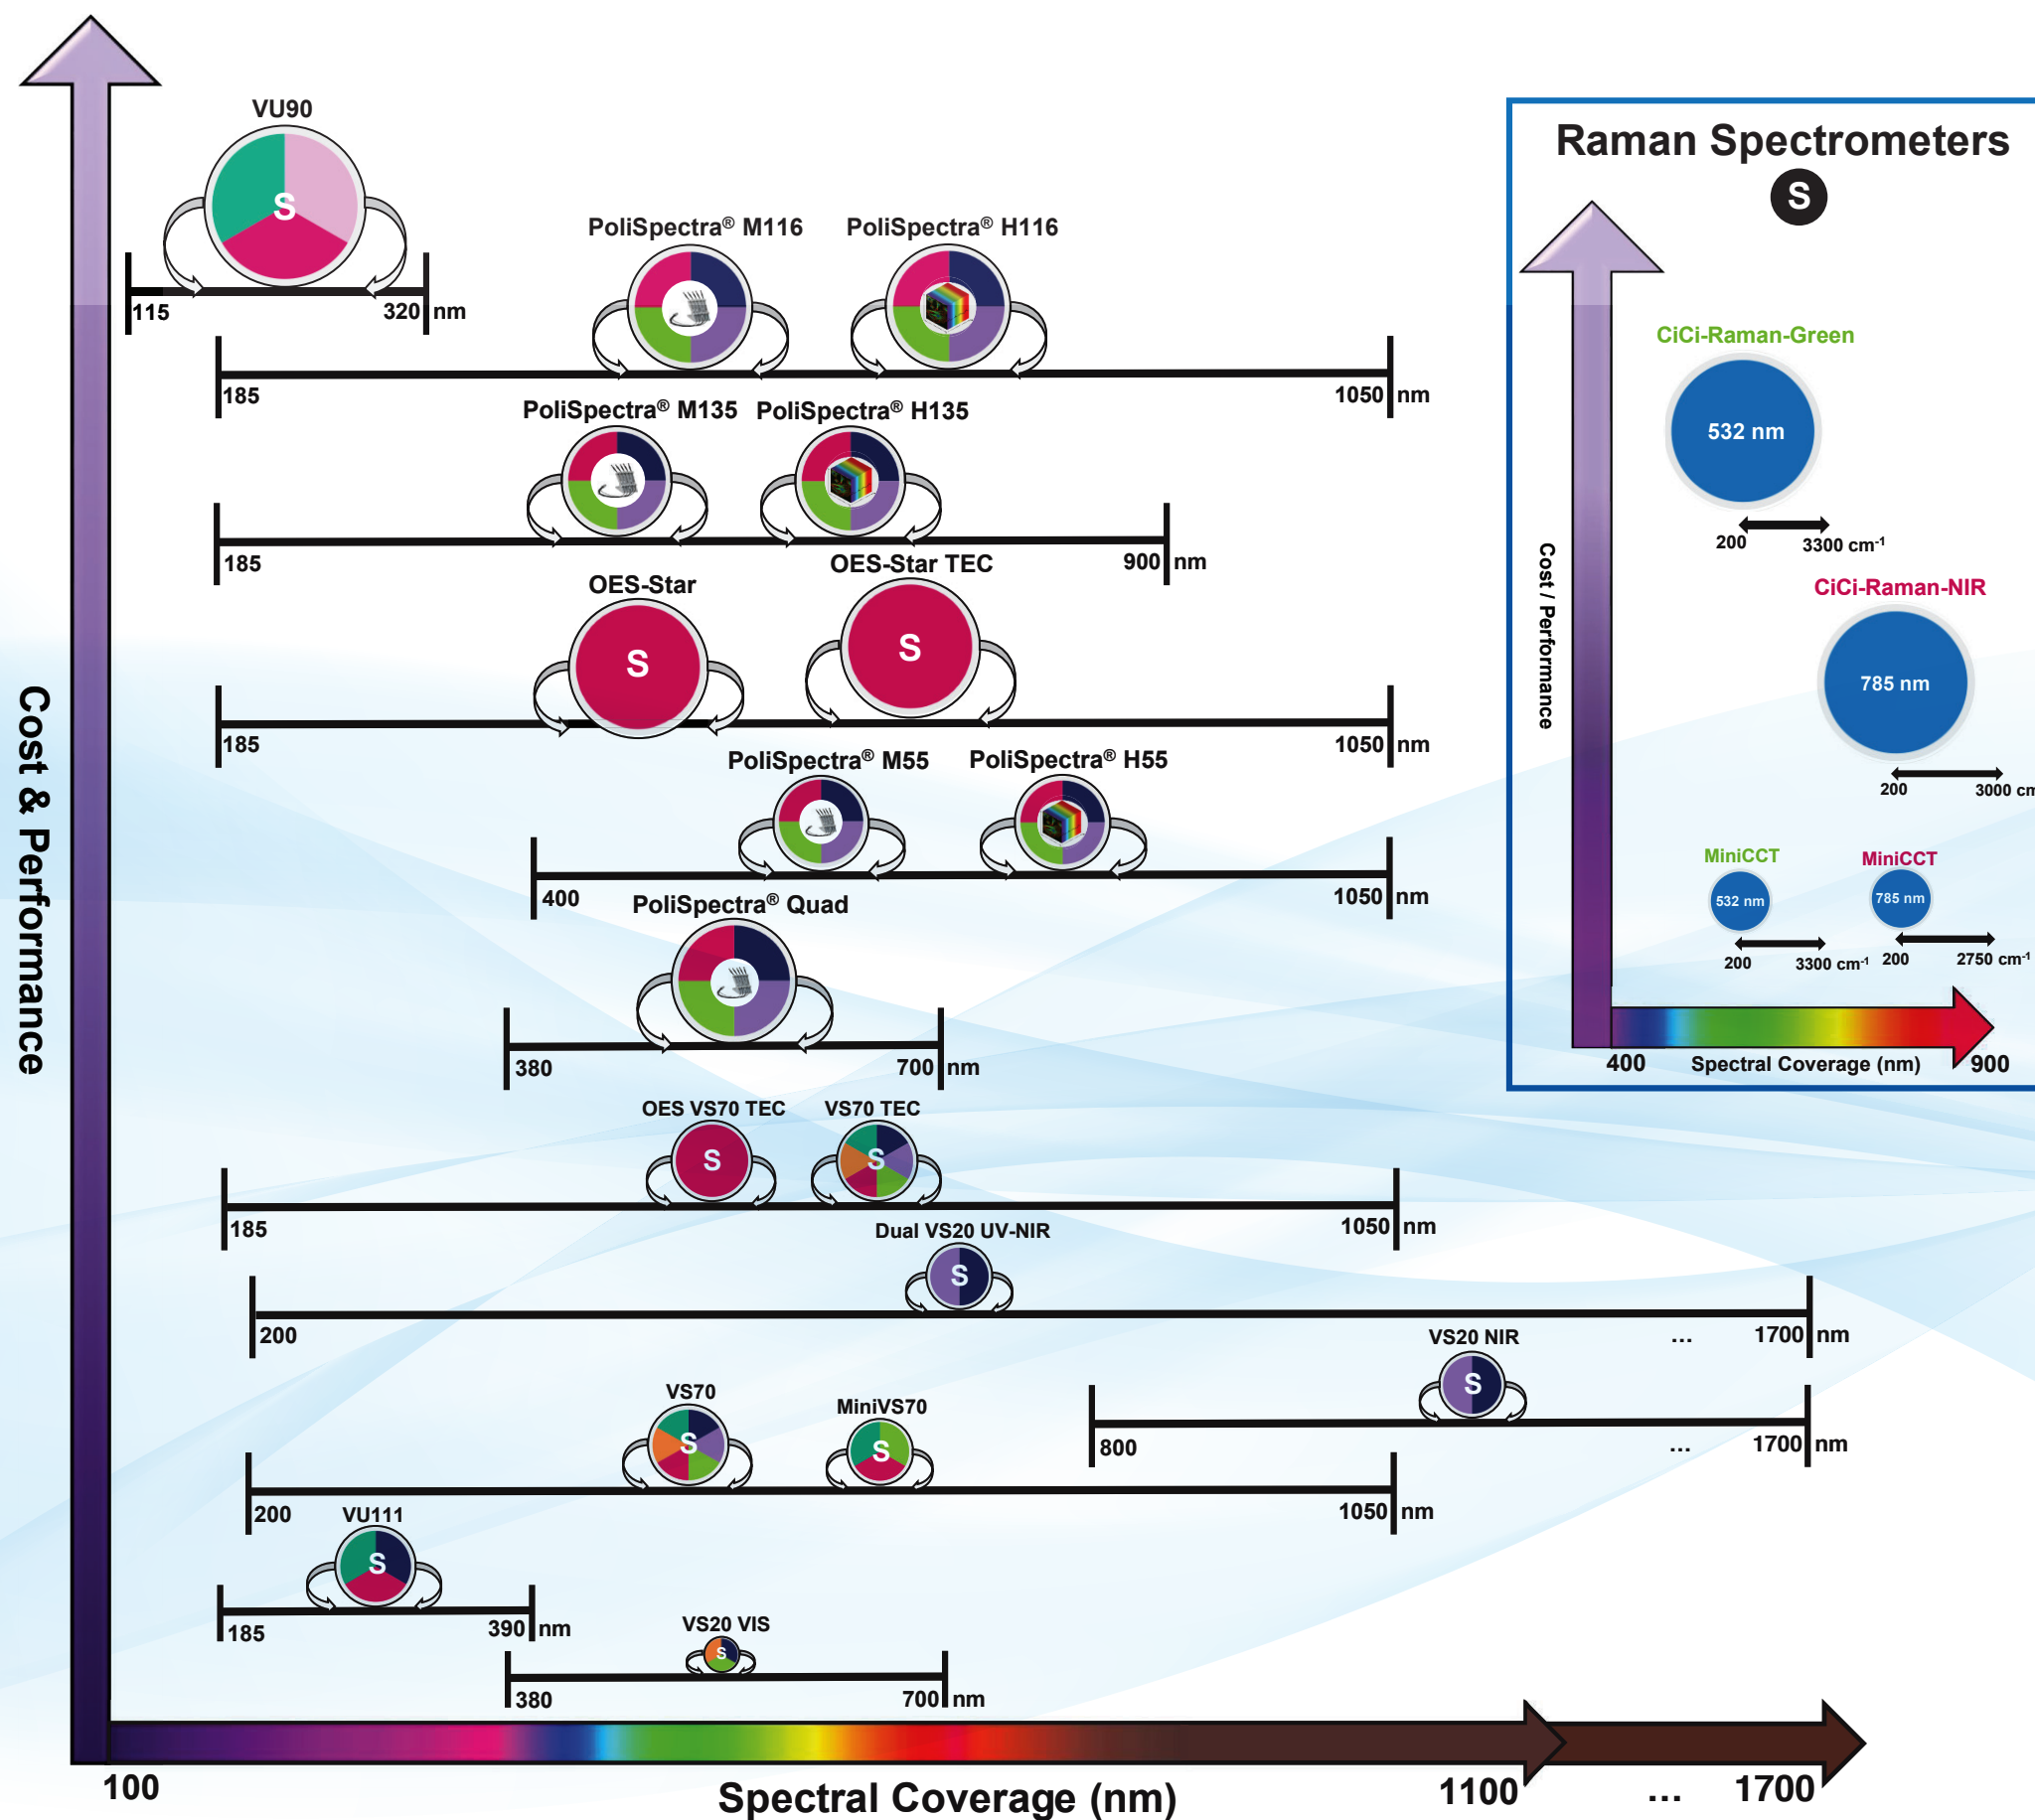 VU90
S
115
320 nm
PoliSpectra® M116
PoliSpectra® H116
185
1050 nm
PoliSpectra® M135
PoliSpectra® H135
185
900 nm
OES-Star
OES-Star TEC
S
S
185
1050 nm
PoliSpectra® M55
PoliSpectra® H55
400
1050 nm
PoliSpectra® Quad
380
700 nm
OES VS70 TEC
VS70 TEC
S
S
185
1050 nm
Dual VS20 UV-NIR
S
200
... 1700 nm
VS20 NIR
S
800
... 1700 nm
VS70
MiniVS70
S
S
200
1050 nm
VU111
S
185
390 nm
VS20 VIS
S
380
700 nm
Cost & Performance
100
Spectral Coverage (nm)
1100
...
1700
Raman Spectrometers
S
CiCi-Raman-Green
532 nm
200
3300 cm-1
CiCi-Raman-NIR
785 nm
200
3000 cm
MiniCCT
MiniCCT
532 nm
785 nm
200
3300 cm-1
200
2750 cm-1
Cost / Performance
400
Spectral Coverage (nm)
900